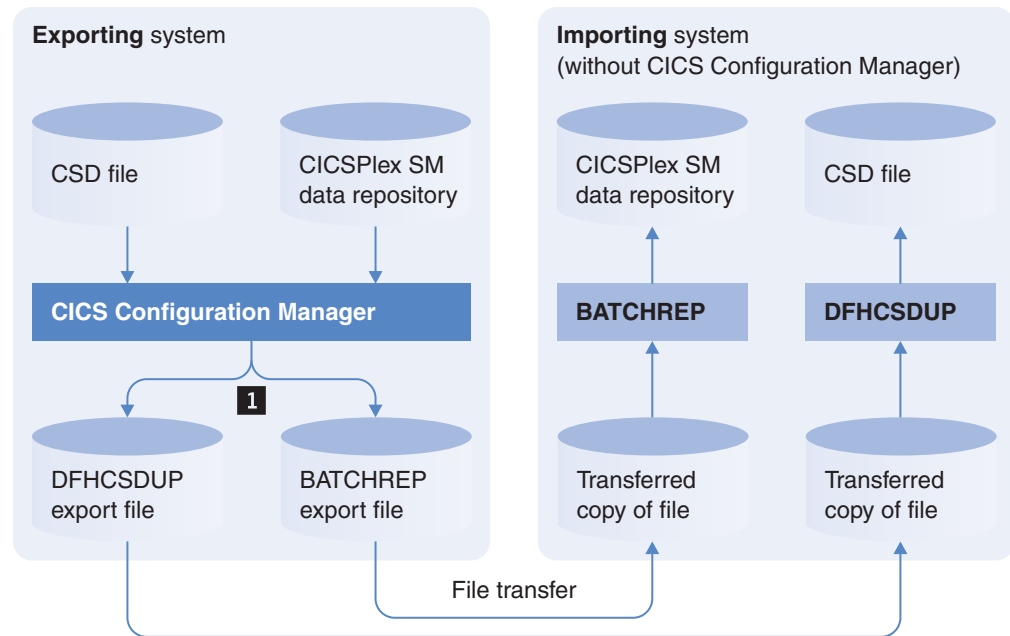 Exporting system
CSD file
CICSPlex SM
data repository
CICS Configuration Manager
1
DFHCSDUP
export file
BATCHREP
export file
Importing system
(without CICS Configuration Manager)
CICSPlex SM
data repository
CSD file
BATCHREP
DFHCSDUP
Transferred
copy of file
Transferred
copy of file
File transfer